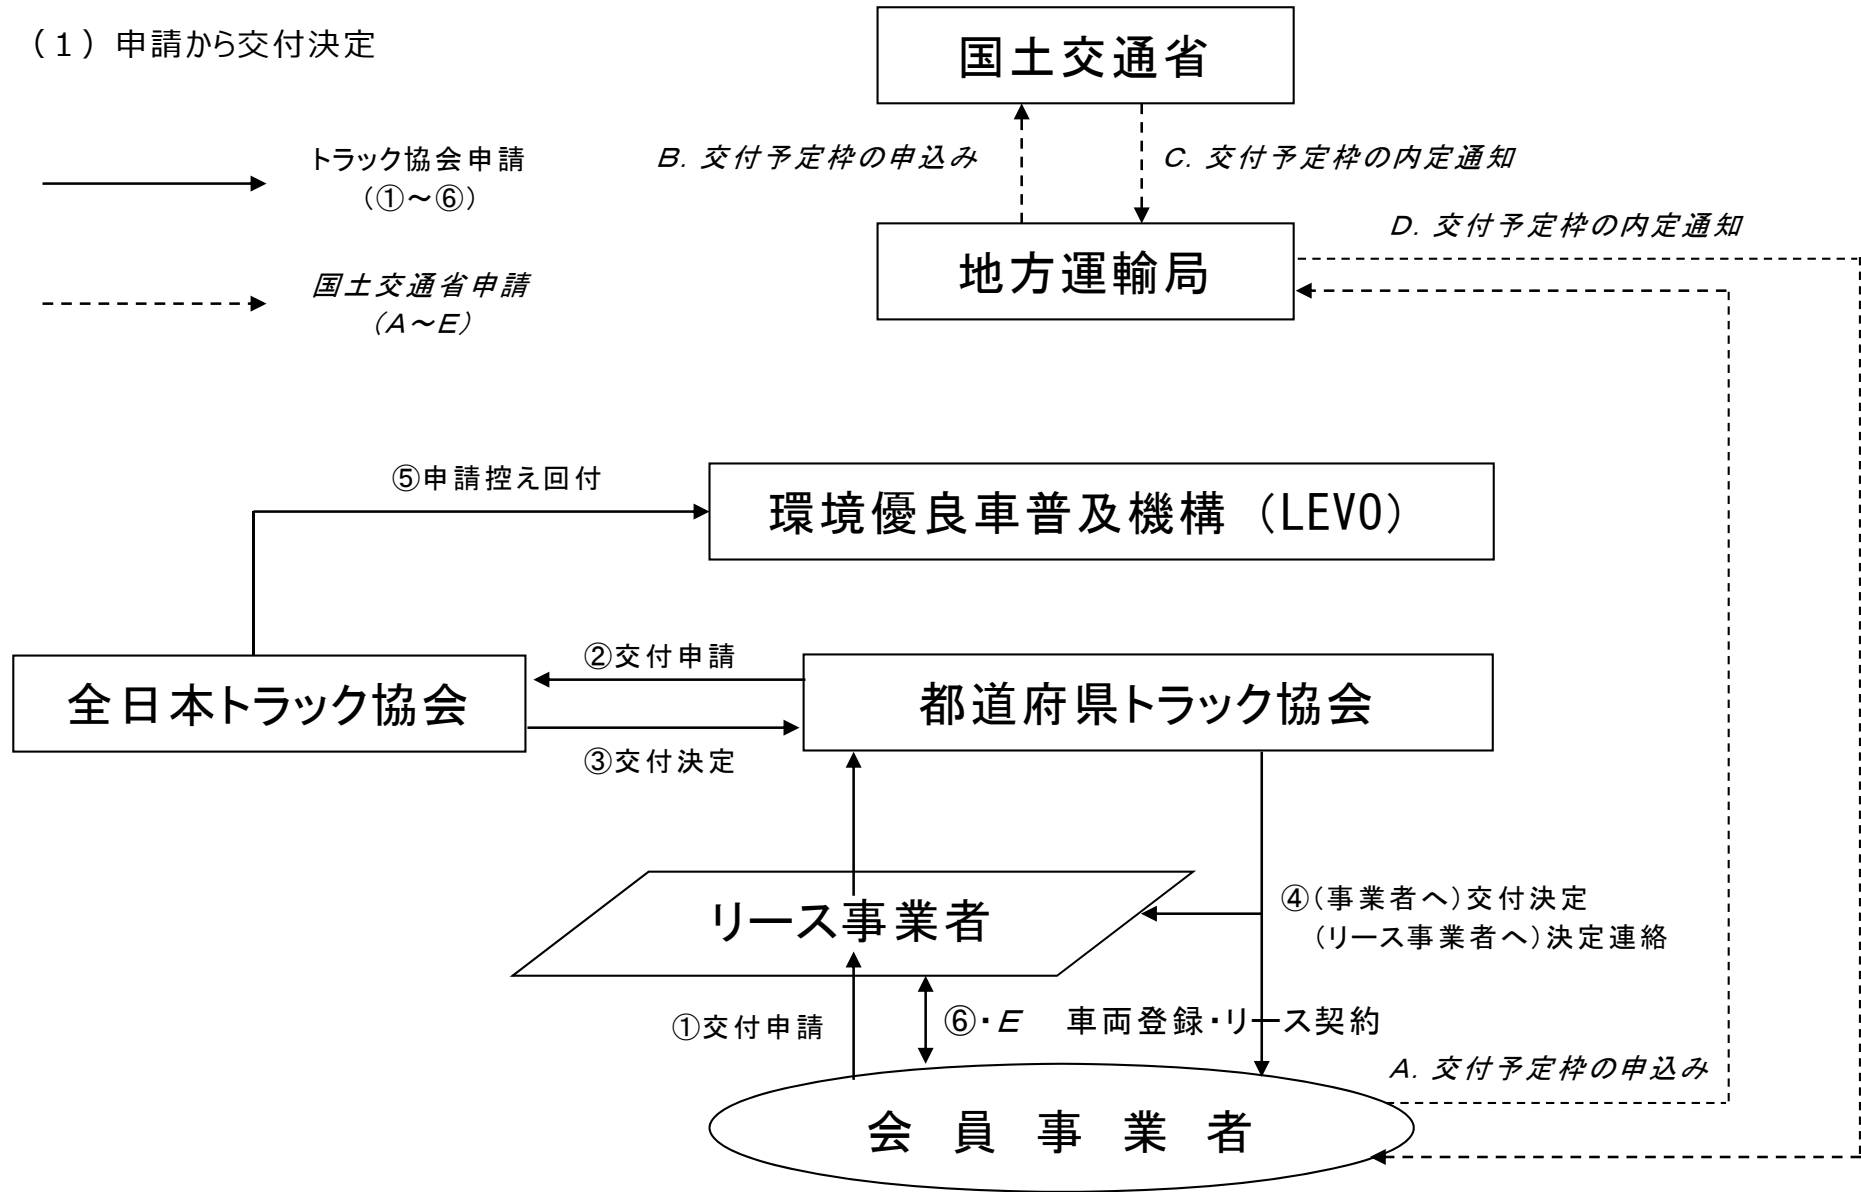 （１）申請から交付決定
国土交通省
トラック協会申請
（①～⑥）
B. 交付予定枠の申込み
C. 交付予定枠の内定通知
D. 交付予定枠の内定通知
地方運輸局
国土交通省申請
（A～E）
⑤申請控え回付
環境優良車普及機構（LEVO）
②交付申請
全日本トラック協会
都道府県トラック協会
③交付決定
リース事業者
④(事業者へ)交付決定
(リース事業者へ)決定連絡
①交付申請
⑥・E　車両登録・リース契約
A. 交付予定枠の申込み
会員事業者